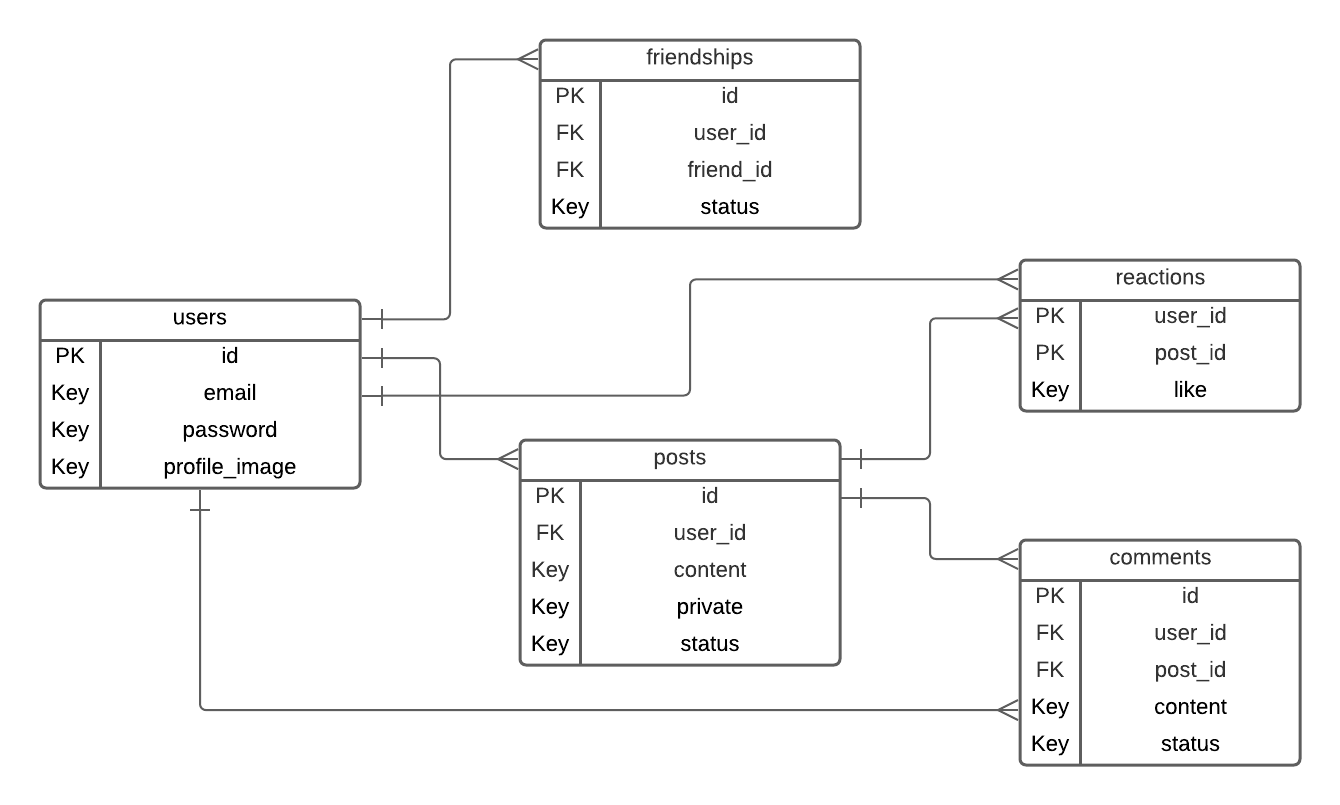 friendships
PK id
FK user_id
FK friend_id
Key status
users
PK id
Key email
Key password
Key profile_image
reactions
PK user_id
PK post_id
Key like
posts
PK id
FK user_id
Key content
Key private
Key status
comments
PK id
FK user_id
FK post_id
Key content
Key status